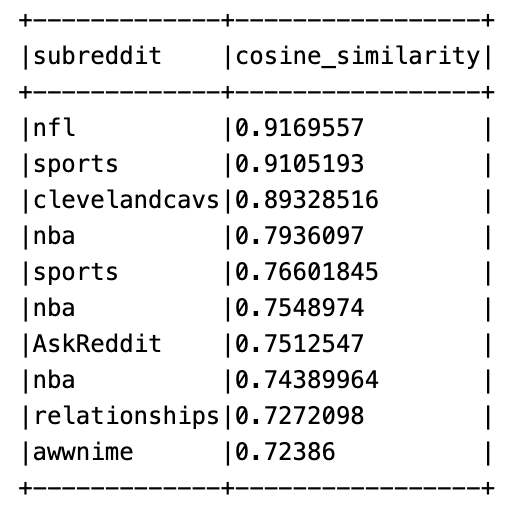 +-------------+-----------------+
|subreddit    |cosine_similarity|
+-------------+-----------------+
|nfl          |0.9169557        |
|sports       |0.9105193        |
|clevelandcavs|0.89328516       |
|nba          |0.7936097        |
|sports       |0.76601845       |
|nba          |0.7548974        |
|AskReddit    |0.7512547        |
|nba          |0.74389964       |
|relationships|0.7272098        |
|awwnime      |0.72386          |
+-------------+-----------------+